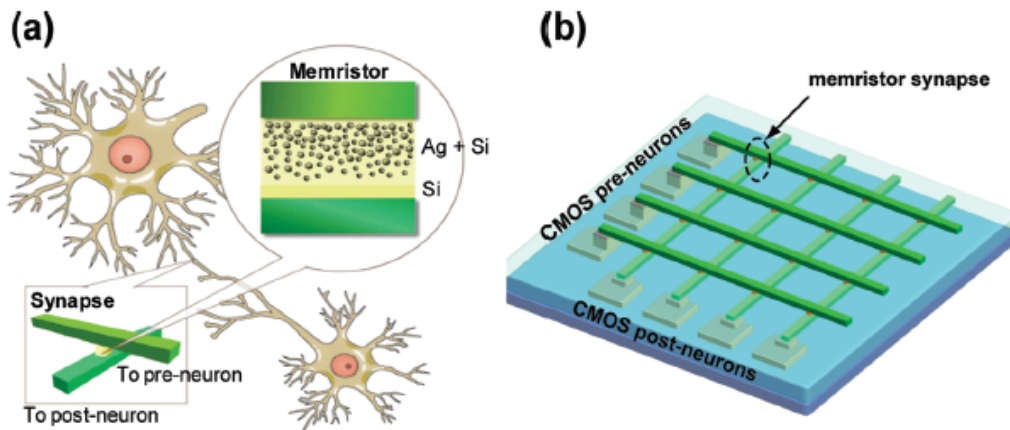 (a)
Memristor
Ag + Si
Si
Synapse
To pre-neuron
To post-neuron
(b)
memristor synapse
CMOS pre-neurons
CMOS post-neurons